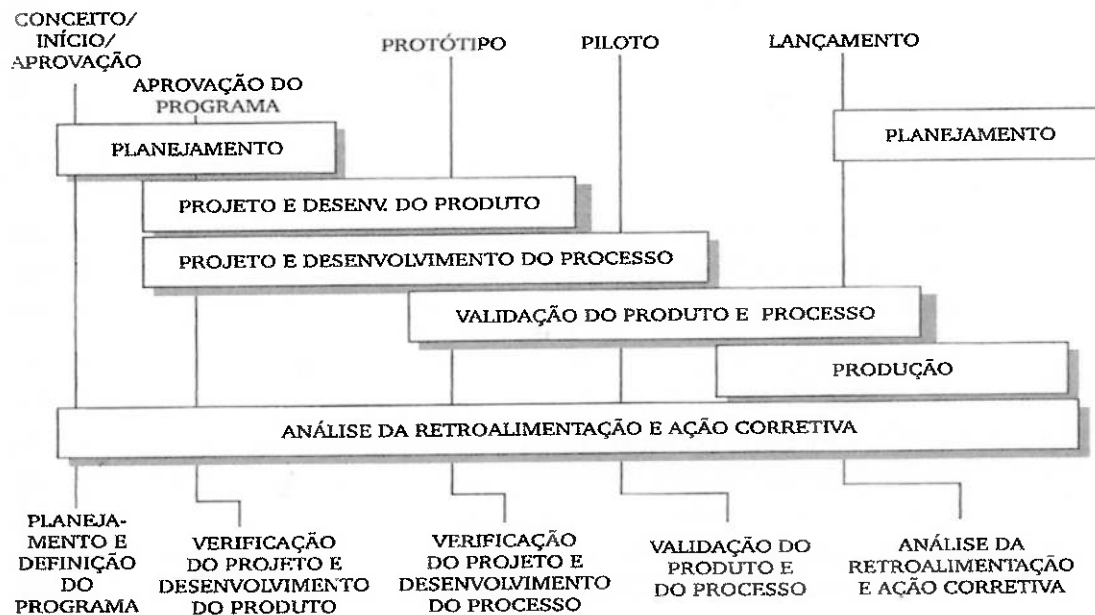 CONCEITO/
INÍCIO/
APROVAÇÃO
PROTÓTIPO
PILOTO
LANÇAMENTO
APROVAÇÃO DO
PROGRAMA
PLANEJAMENTO
PLANEJAMENTO
PROJETO E DESENV. DO PRODUTO
PROJETO E DESENVOLVIMENTO DO PROCESSO
VALIDAÇÃO DO PRODUTO E PROCESSO
PRODUÇÃO
ANÁLISE DA RETROALIMENTAÇÃO E AÇÃO CORRETIVA
PLANEJA-
MENTO E
DEFINIÇÃO
DO
PROGRAMA
VERIFICAÇÃO
DO PROJETO E
DESENVOLVIMENTO
DO PRODUTO
VERIFICAÇÃO
DO PROJETO E
DESENVOLVIMENTO
DO PROCESSO
VALIDAÇÃO DO
PRODUTO E
DO PROCESSO
ANÁLISE DA
RETROALIMENTAÇÃO
E AÇÃO CORRETIVA